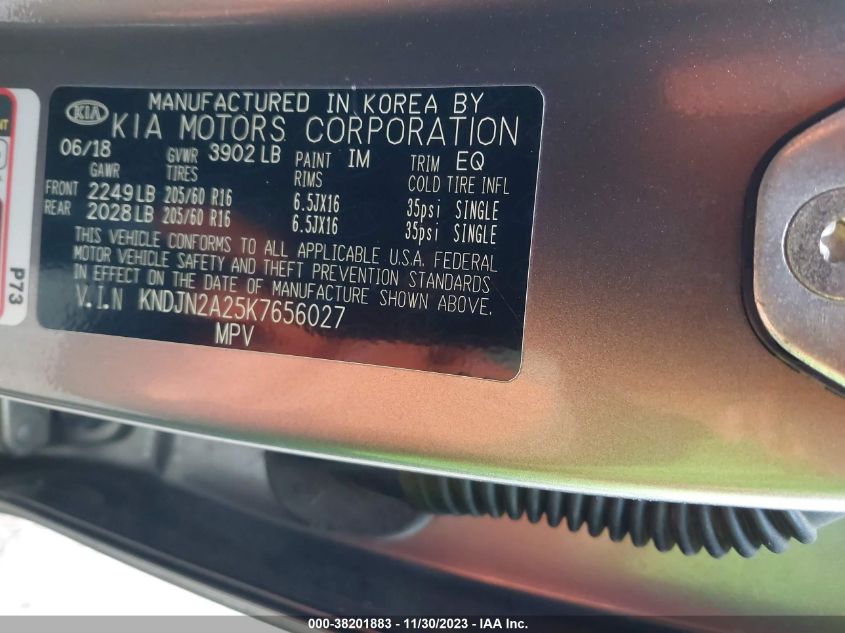 KIA
MANUFACTURED IN KOREA BY
KIA MOTORS CORPORATION
06/18 GVWR 3902 LB PAINT IM TRIM EQ
GAWR TIRES RIMS COLD TIRE INFL
FRONT 2249 LB 205/60 R16 6.5JX16 35psi SINGLE
REAR 2028 LB 205/60 R16 6.5JX16 35psi SINGLE
THIS VEHICLE CONFORMS TO ALL APPLICABLE U.S.A. FEDERAL
MOTOR VEHICLE SAFETY AND THEFT PREVENTION STANDARDS
IN EFFECT ON THE DATE OF MANUFACTURE SHOWN ABOVE.
V.I.N KNDJN2A25K7656027
MPV
P73
000-38201883 - 11/30/2023 - IAA Inc.